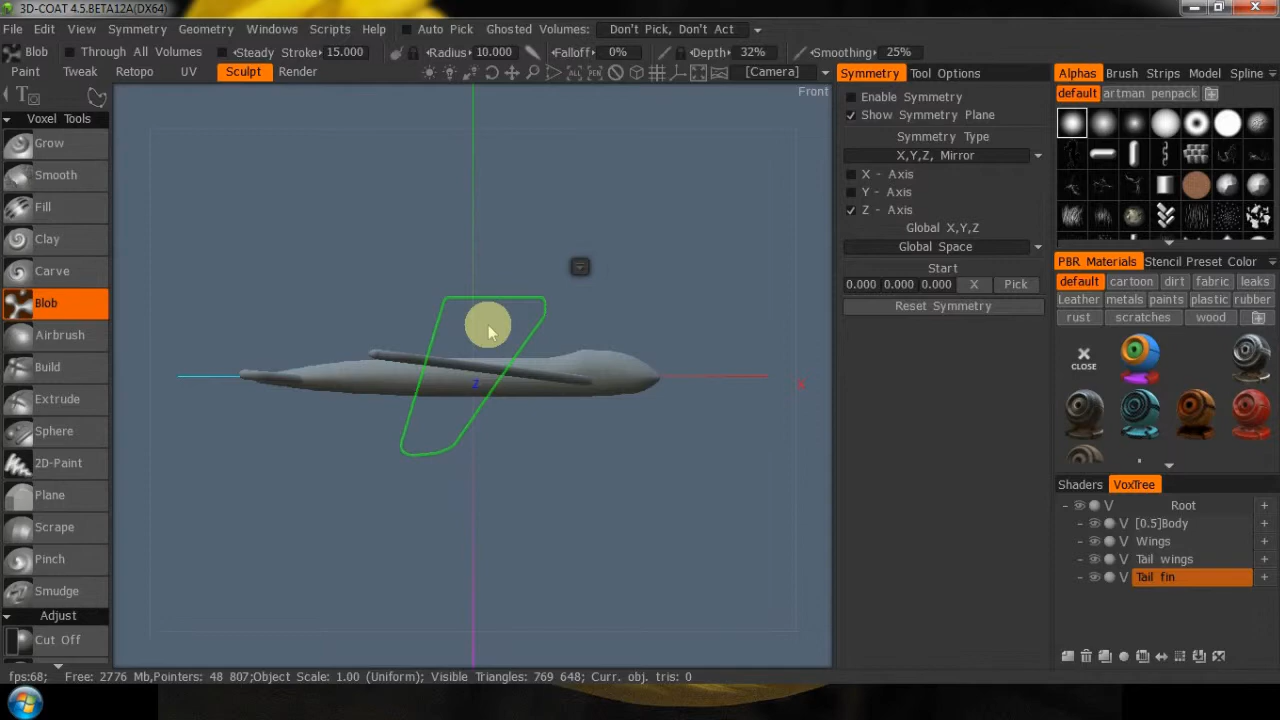 3D-COAT 4.5.BETA12A(DX64)
File Edit View Symmetry Geometry Windows Scripts Help Auto Pick Ghosted Volumes: Don't Pick, Don't Act
Blob Through All Volumes Steady Stroke 15.000 Radius 10.000 Falloff 0% Depth 32% Smoothing 25%
Paint Tweak Retopo UV Sculpt Render [Camera] Symmetry Tool Options Alphas Brush Strips Model Spline
Front
default artman penpack
Voxel Tools
Grow
Smooth
Fill
Clay
Carve
Blob
Airbrush
Build
Extrude
Sphere
2D-Paint
Plane
Scrape
Pinch
Smudge
Adjust
Cut Off
Z
x
Enable Symmetry
Show Symmetry Plane
Symmetry Type
X,Y,Z, Mirror
X - Axis
Y - Axis
Z - Axis
Global X,Y,Z
Global Space
Start
0.000 0.000 0.000 X Pick
Reset Symmetry
PBR Materials Stencil Preset Color
default cartoon dirt fabric leaks
Leather metals paints plastic rubber
rust scratches wood
CLOSE
Shaders VoxTree
V Root +
V [0.5]Body +
V Wings +
V Tail wings +
V Tail fin +
fps:68; Free: 2776 Mb,Pointers: 48 807;Object Scale: 1.00 (Uniform); Visible Triangles: 769 648; Curr. obj. tris: 0